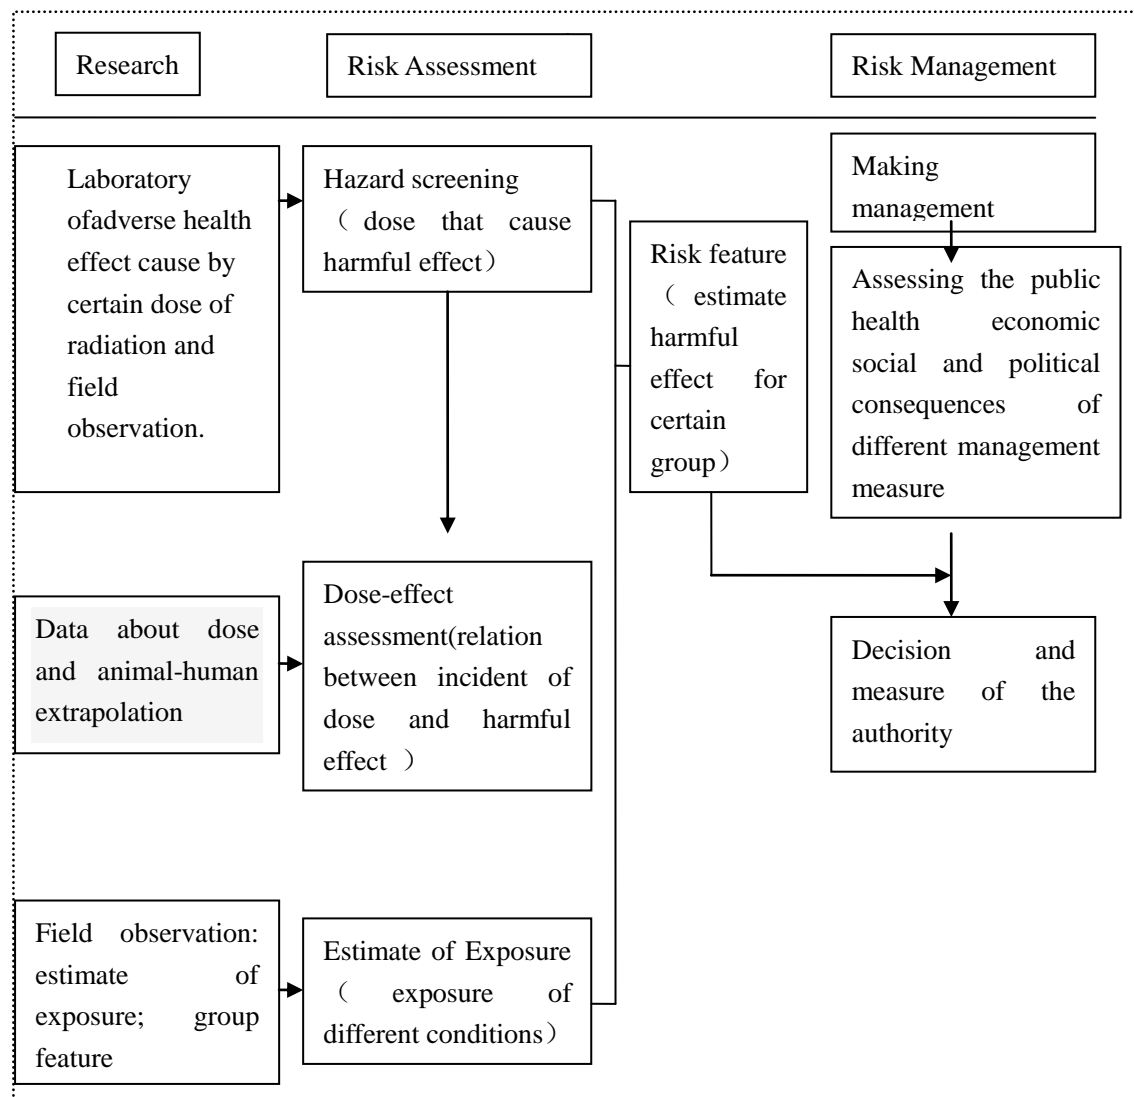 Research
Risk Assessment
Risk Management
Laboratory
ofadverse health
effect cause by
certain dose of
radiation and
field
observation.
Hazard screening
（ dose that cause
harmful effect）
Risk feature
（ estimate
harmful
effect for
certain
group）
Making
management
Assessing the public
health economic
social and political
consequences of
different management
measure
Data about dose
and animal-human
extrapolation
Dose-effect
assessment(relation
between incident of
dose and harmful
effect ）
Decision and
measure of the
authority
Field observation:
estimate of
exposure; group
feature
Estimate of Exposure
（ exposure of
different conditions）